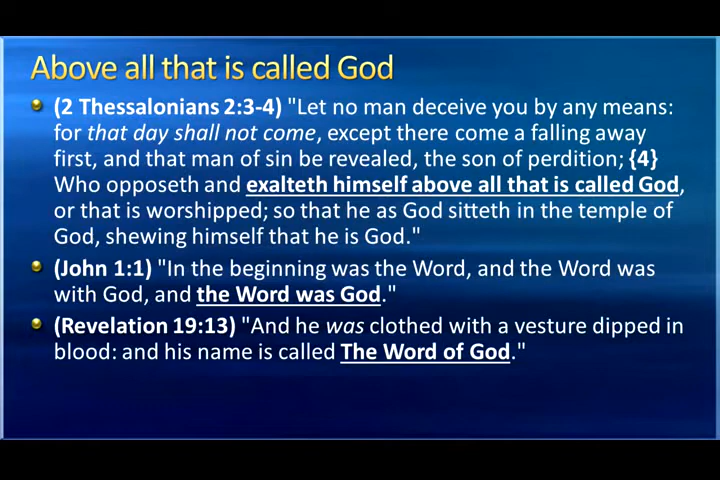 Above all that is called God
(2 Thessalonians 2:3-4) "Let no man deceive you by any means:
for that day shall not come, except there come a falling away
first, and that man of sin be revealed, the son of perdition; {4}
Who opposeth and exalteth himself above all that is called God,
or that is worshipped; so that he as God sitteth in the temple of
God, shewing himself that he is God."
(John 1:1) "In the beginning was the Word, and the Word was
with God, and the Word was God."
(Revelation 19:13) "And he was clothed with a vesture dipped in
blood: and his name is called The Word of God."